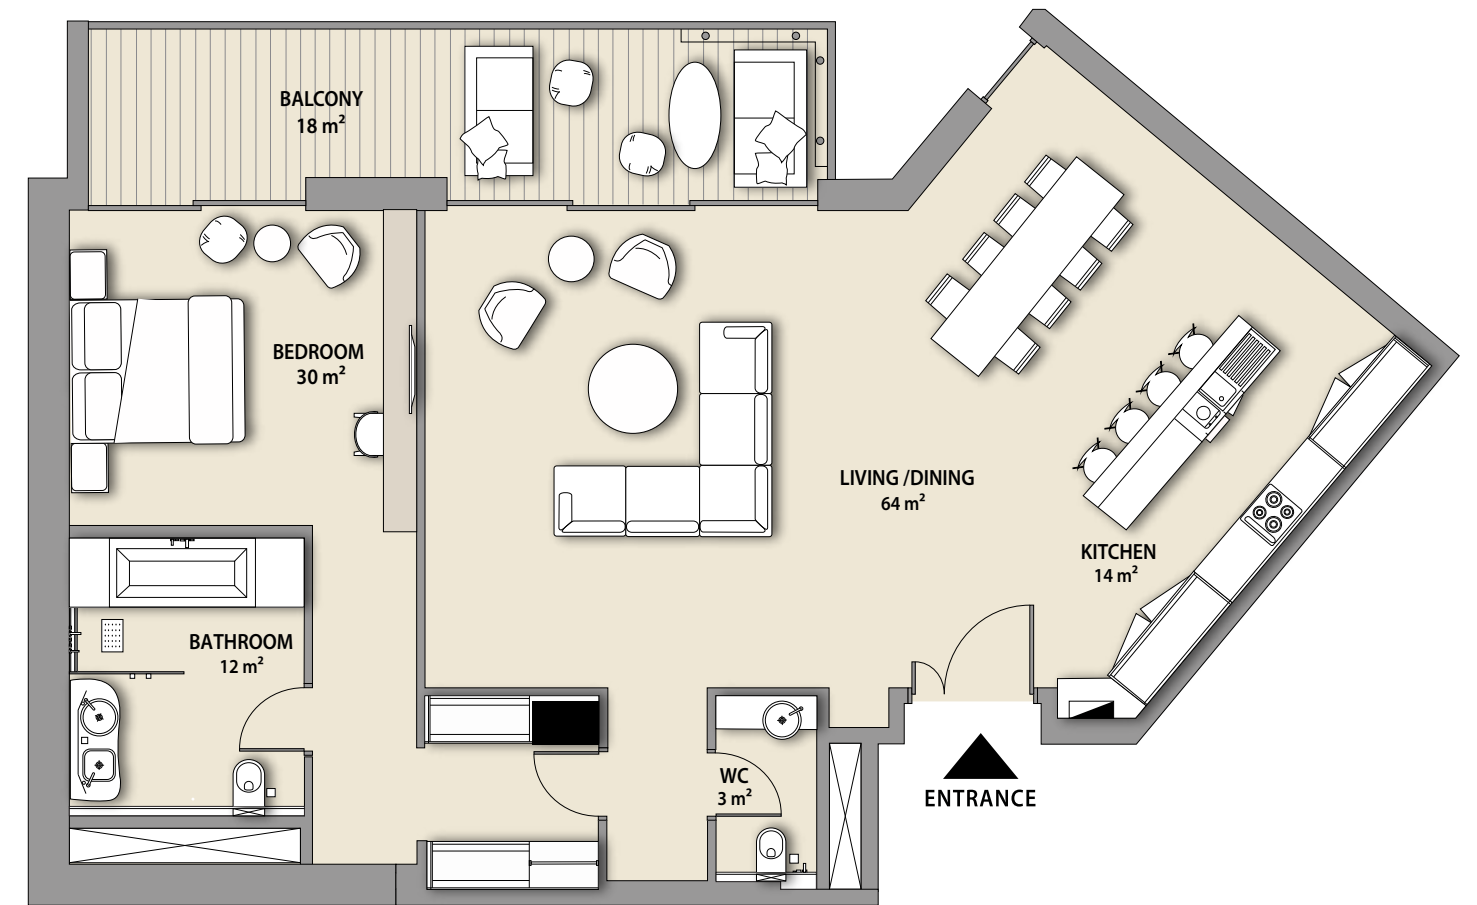 BALCONY
18 m²
BEDROOM
30 m²
LIVING /DINING
64 m²
KITCHEN
14 m²
BATHROOM
12 m²
WC
3 m²
ENTRANCE